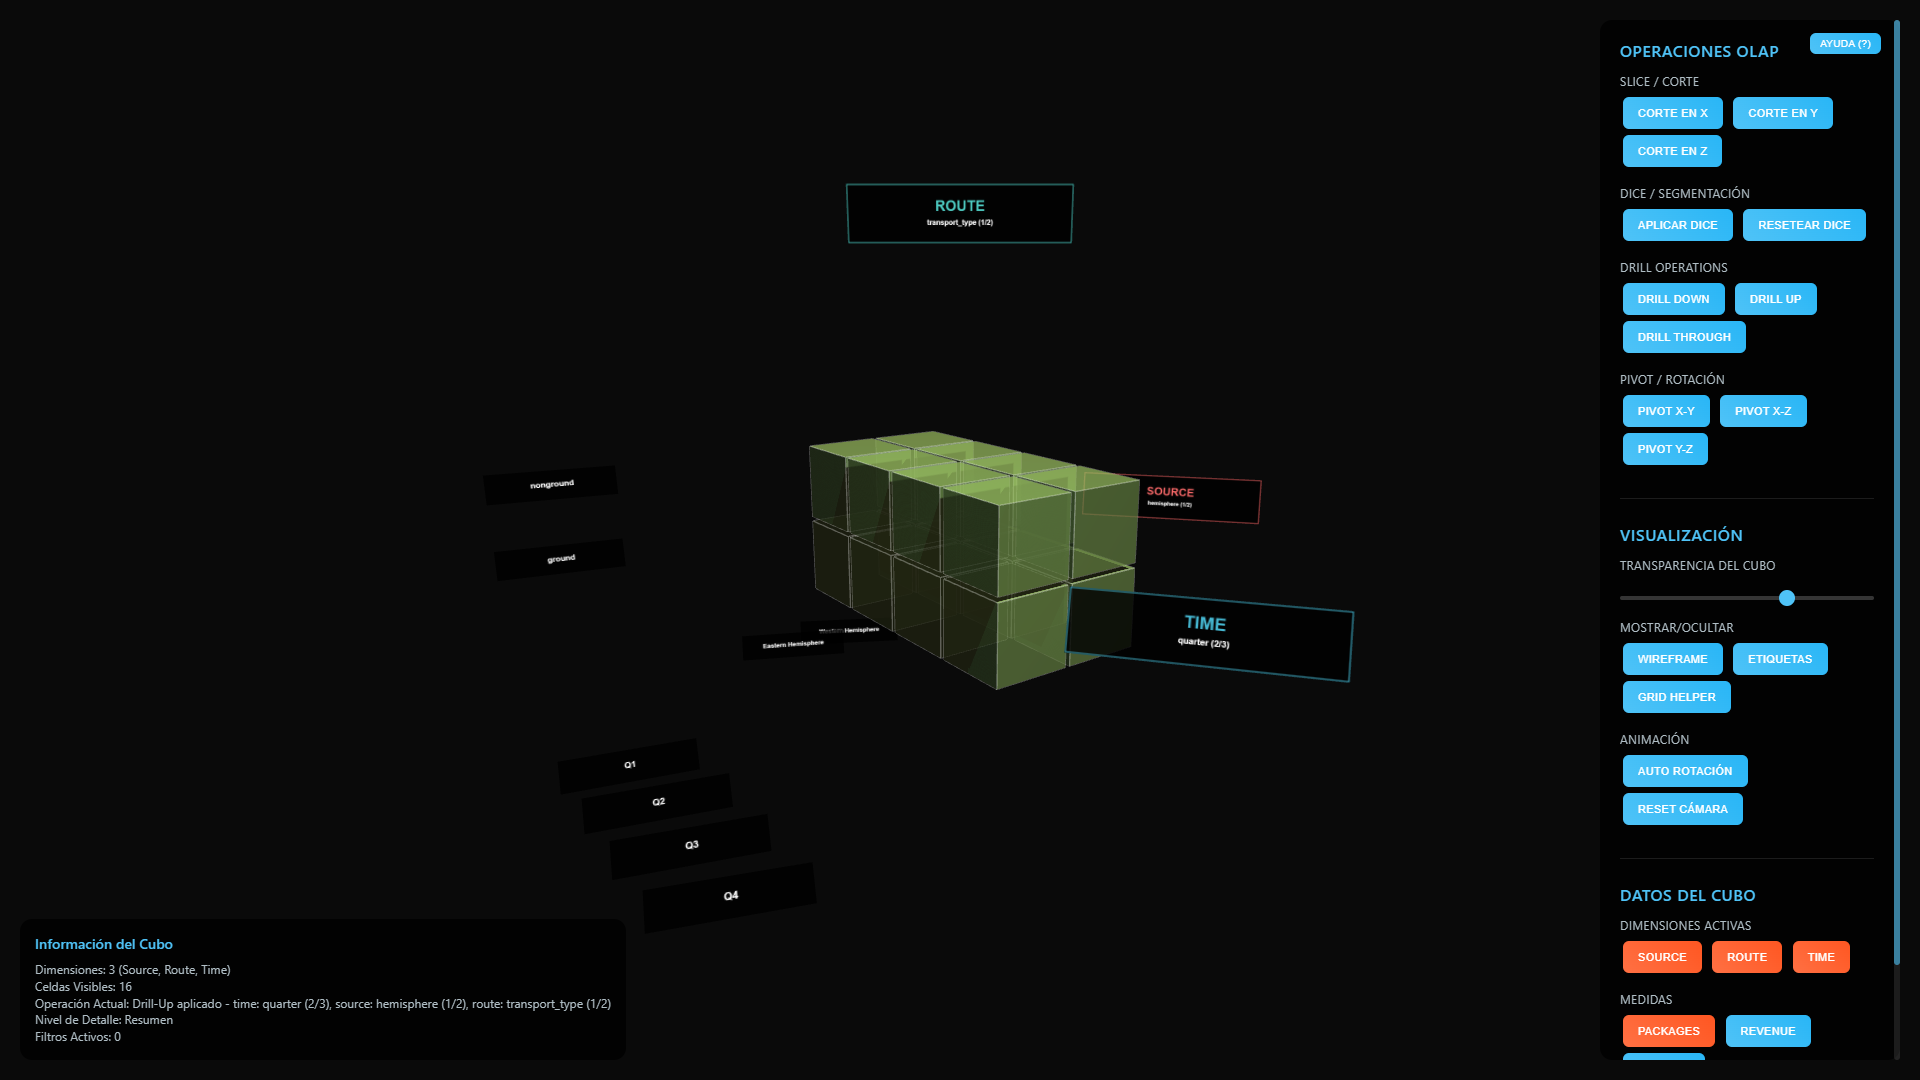 ROUTE
transport_type (1/2)
nonground
ground
SOURCE
hemisphere (1/2)
Western Hemisphere
Eastern Hemisphere
TIME
quarter (2/3)
Q1
Q2
Q3
Q4
Información del Cubo
Dimensiones: 3 (Source, Route, Time)
Celdas Visibles: 16
Operación Actual: Drill-Up aplicado - time: quarter (2/3), source: hemisphere (1/2), route: transport_type (1/2)
Nivel de Detalle: Resumen
Filtros Activos: 0
OPERACIONES OLAP
AYUDA (?)
SLICE / CORTE
CORTE EN X CORTE EN Y
CORTE EN Z
DICE / SEGMENTACIÓN
APLICAR DICE RESETEAR DICE
DRILL OPERATIONS
DRILL DOWN DRILL UP
DRILL THROUGH
PIVOT / ROTACIÓN
PIVOT X-Y PIVOT X-Z
PIVOT Y-Z
VISUALIZACIÓN
TRANSPARENCIA DEL CUBO
MOSTRAR/OCULTAR
WIREFRAME ETIQUETAS
GRID HELPER
ANIMACIÓN
AUTO ROTACIÓN
RESET CÁMARA
DATOS DEL CUBO
DIMENSIONES ACTIVAS
SOURCE ROUTE TIME
MEDIDAS
PACKAGES REVENUE